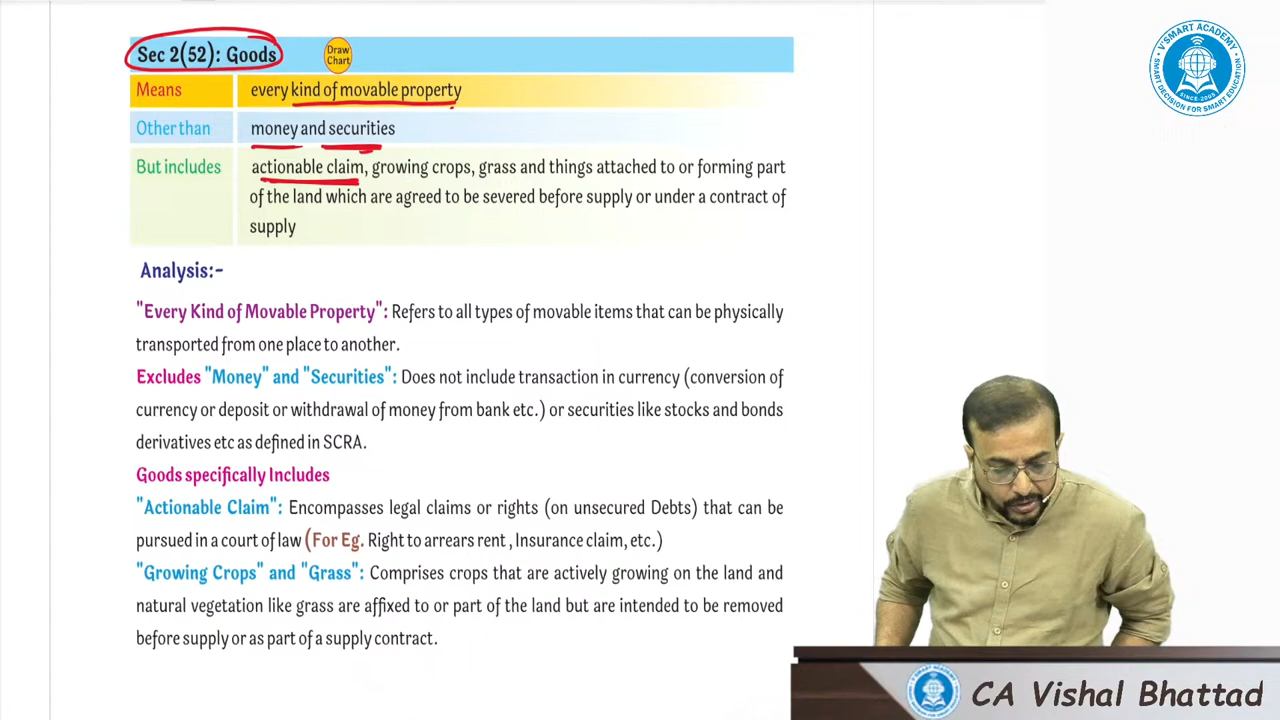 Sec 2(52): Goods
Draw
Chart
Means
every kind of movable property
Other than
money and securities
But includes
actionable claim, growing crops, grass and things attached to or forming part
of the land which are agreed to be severed before supply or under a contract of
supply
Analysis:-
"Every Kind of Movable Property": Refers to all types of movable items that can be physically
transported from one place to another.
Excludes "Money" and "Securities": Does not include transaction in currency (conversion of
currency or deposit or withdrawal of money from bank etc.) or securities like stocks and bonds
derivatives etc as defined in SCRA.
Goods specifically Includes
"Actionable Claim": Encompasses legal claims or rights (on unsecured Debts) that can be
pursued in a court of law (For Eg. Right to arrears rent , Insurance claim, etc.)
"Growing Crops" and "Grass": Comprises crops that are actively growing on the land and
natural vegetation like grass are affixed to or part of the land but are intended to be removed
before supply or as part of a supply contract.
V'SMART ACADEMY
SMART DECISION FOR SMART EDUCATION
SINCE-2005
CA Vishal Bhattad